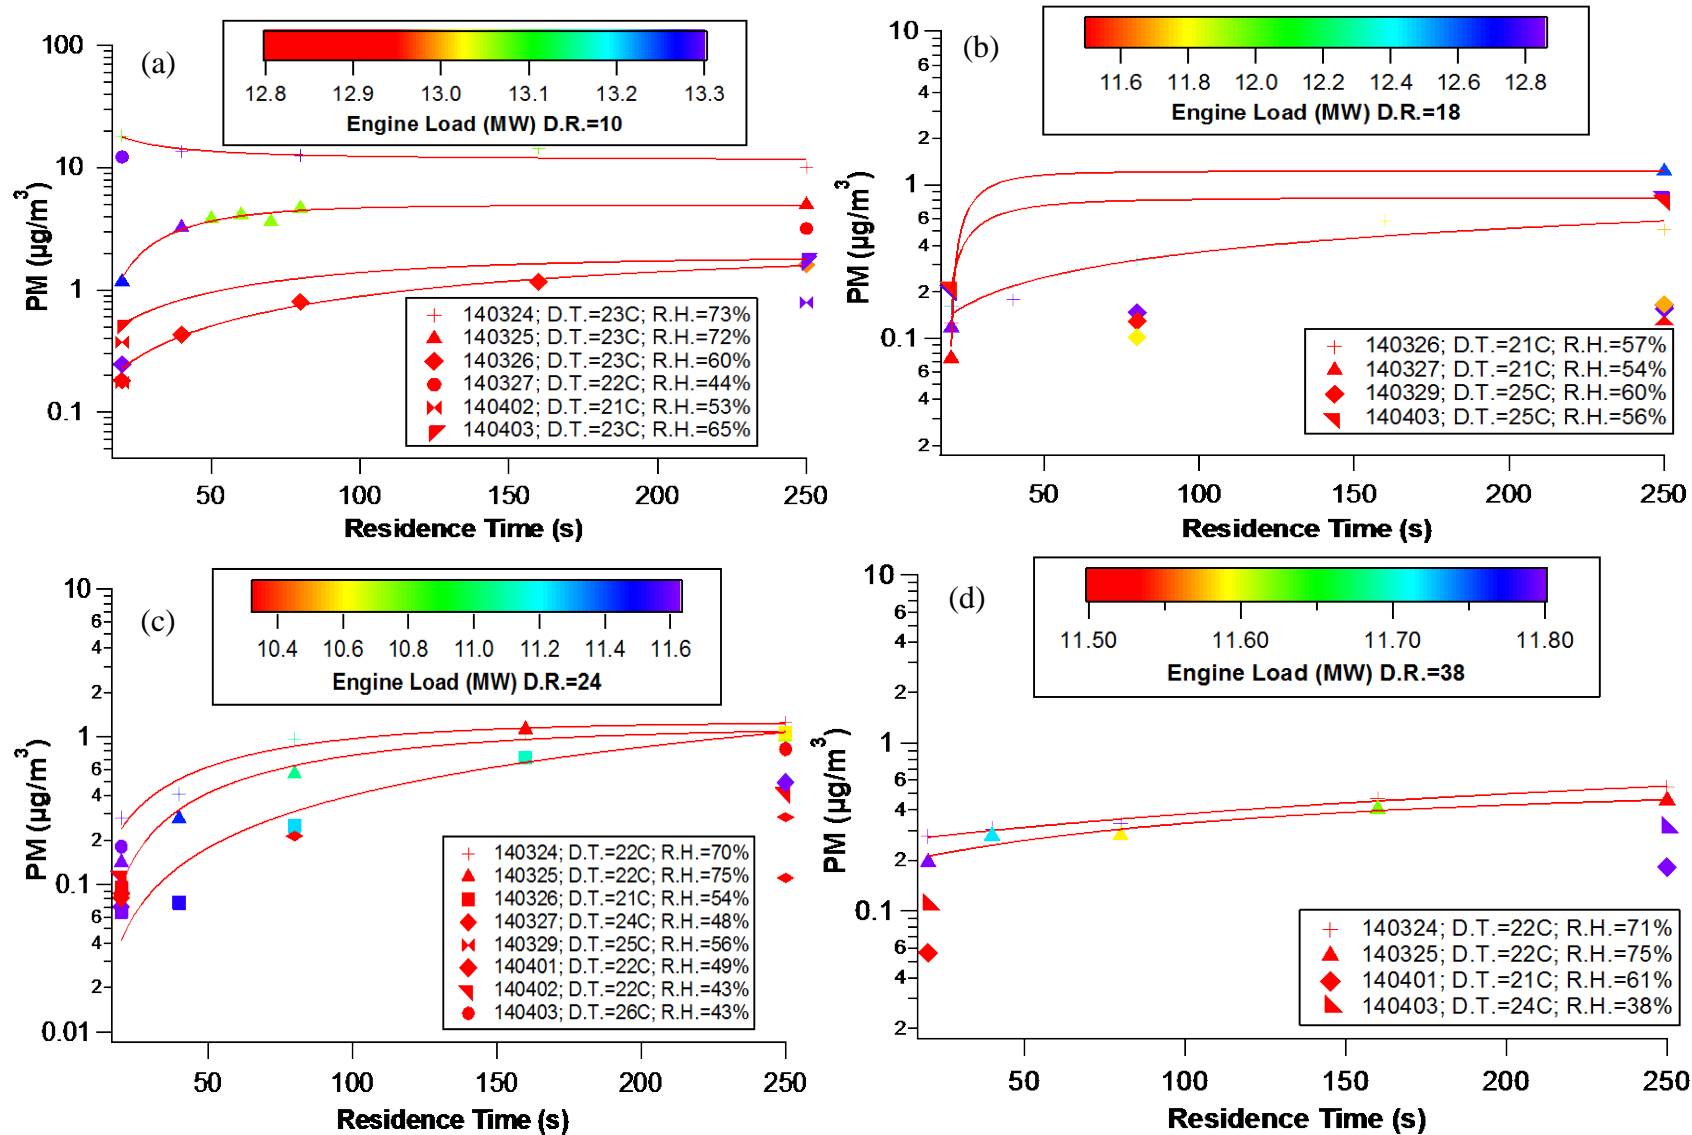 (a)
12.8 12.9 13.0 13.1 13.2 13.3
Engine Load (MW) D.R.=10
100
10
1
0.1
PM (µg/m³)
140324; D.T.=23C; R.H.=73%
140325; D.T.=23C; R.H.=72%
140326; D.T.=23C; R.H.=60%
140327; D.T.=22C; R.H.=44%
140402; D.T.=21C; R.H.=53%
140403; D.T.=23C; R.H.=65%
50 100 150 200 250
Residence Time (s)
(b)
11.6 11.8 12.0 12.2 12.4 12.6 12.8
Engine Load (MW) D.R.=18
10
6
4
2
1
6
4
2
0.1
6
4
2
PM (µg/m³)
140326; D.T.=21C; R.H.=57%
140327; D.T.=21C; R.H.=54%
140329; D.T.=25C; R.H.=60%
140403; D.T.=25C; R.H.=56%
50 100 150 200 250
Residence Time (s)
(c)
10.4 10.6 10.8 11.0 11.2 11.4 11.6
Engine Load (MW) D.R.=24
10
6
4
2
1
6
4
2
0.1
6
4
2
0.01
PM (µg/m³)
140324; D.T.=22C; R.H.=70%
140325; D.T.=22C; R.H.=75%
140326; D.T.=21C; R.H.=54%
140327; D.T.=24C; R.H.=48%
140329; D.T.=25C; R.H.=56%
140401; D.T.=22C; R.H.=49%
140402; D.T.=22C; R.H.=43%
140403; D.T.=26C; R.H.=43%
50 100 150 200 250
Residence Time (s)
(d)
11.50 11.60 11.70 11.80
Engine Load (MW) D.R.=38
10
6
4
2
1
6
4
2
0.1
6
4
2
PM (µg/m³)
140324; D.T.=22C; R.H.=71%
140325; D.T.=22C; R.H.=75%
140401; D.T.=21C; R.H.=61%
140403; D.T.=24C; R.H.=38%
50 100 150 200 250
Residence Time (s)